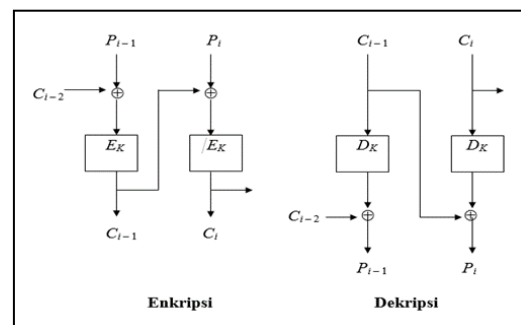 P_{i-1} P_i
C_{i-2} ⊕ ⊕
E_K E_K
C_{i-1} C_i
Enkripsi
C_{i-1} C_i
D_K D_K
C_{i-2} ⊕ ⊕
P_{i-1} P_i
Dekripsi